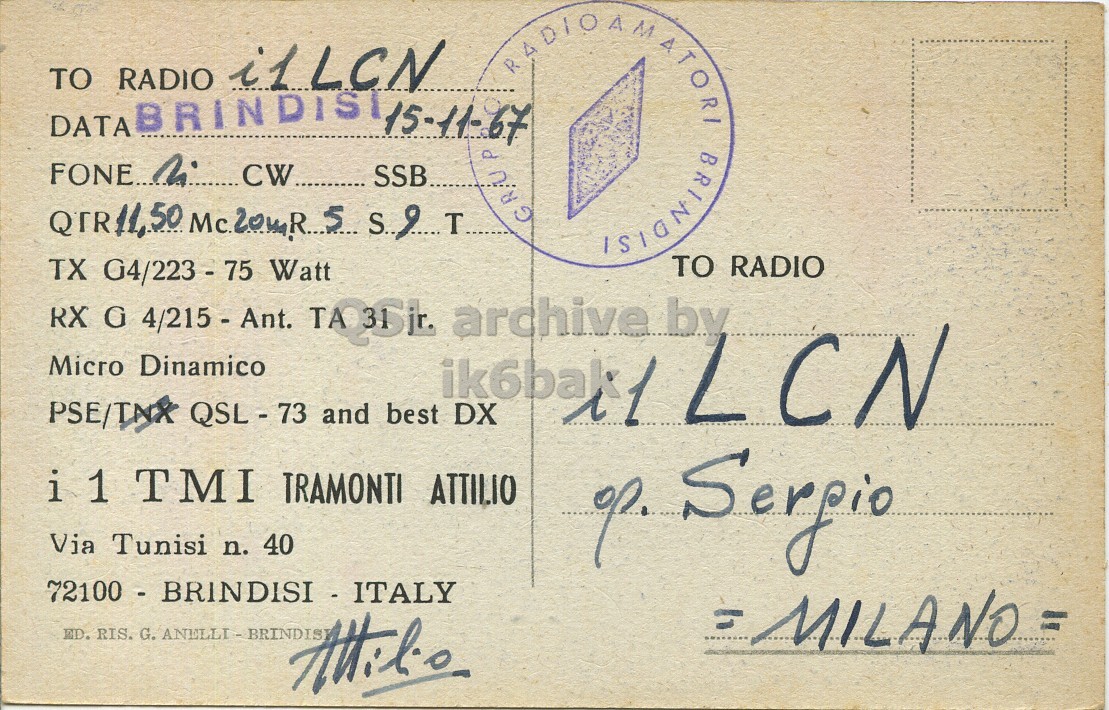 TO RADIO i1 LCN
BRINDISI
DATA 15-11-67
FONE si CW SSB
QTR 11,50 Mc. 20m R 5 S 9 T
TX G4/223 - 75 Watt
RX G 4/215 - Ant. TA 31 jr.
Micro Dinamico
PSE/TNX QSL - 73 and best DX
i 1 TMI TRAMONTI ATTILIO
Via Tunisi n. 40
72100 - BRINDISI - ITALY
ED. RIS. G. ANELLI - BRINDISI
Attilio
GRUPPO RADIOAMATORI BRINDISI
TO RADIO
i1 LCN
op. Sergio
= MILANO =
QSL archive by
ik6bak